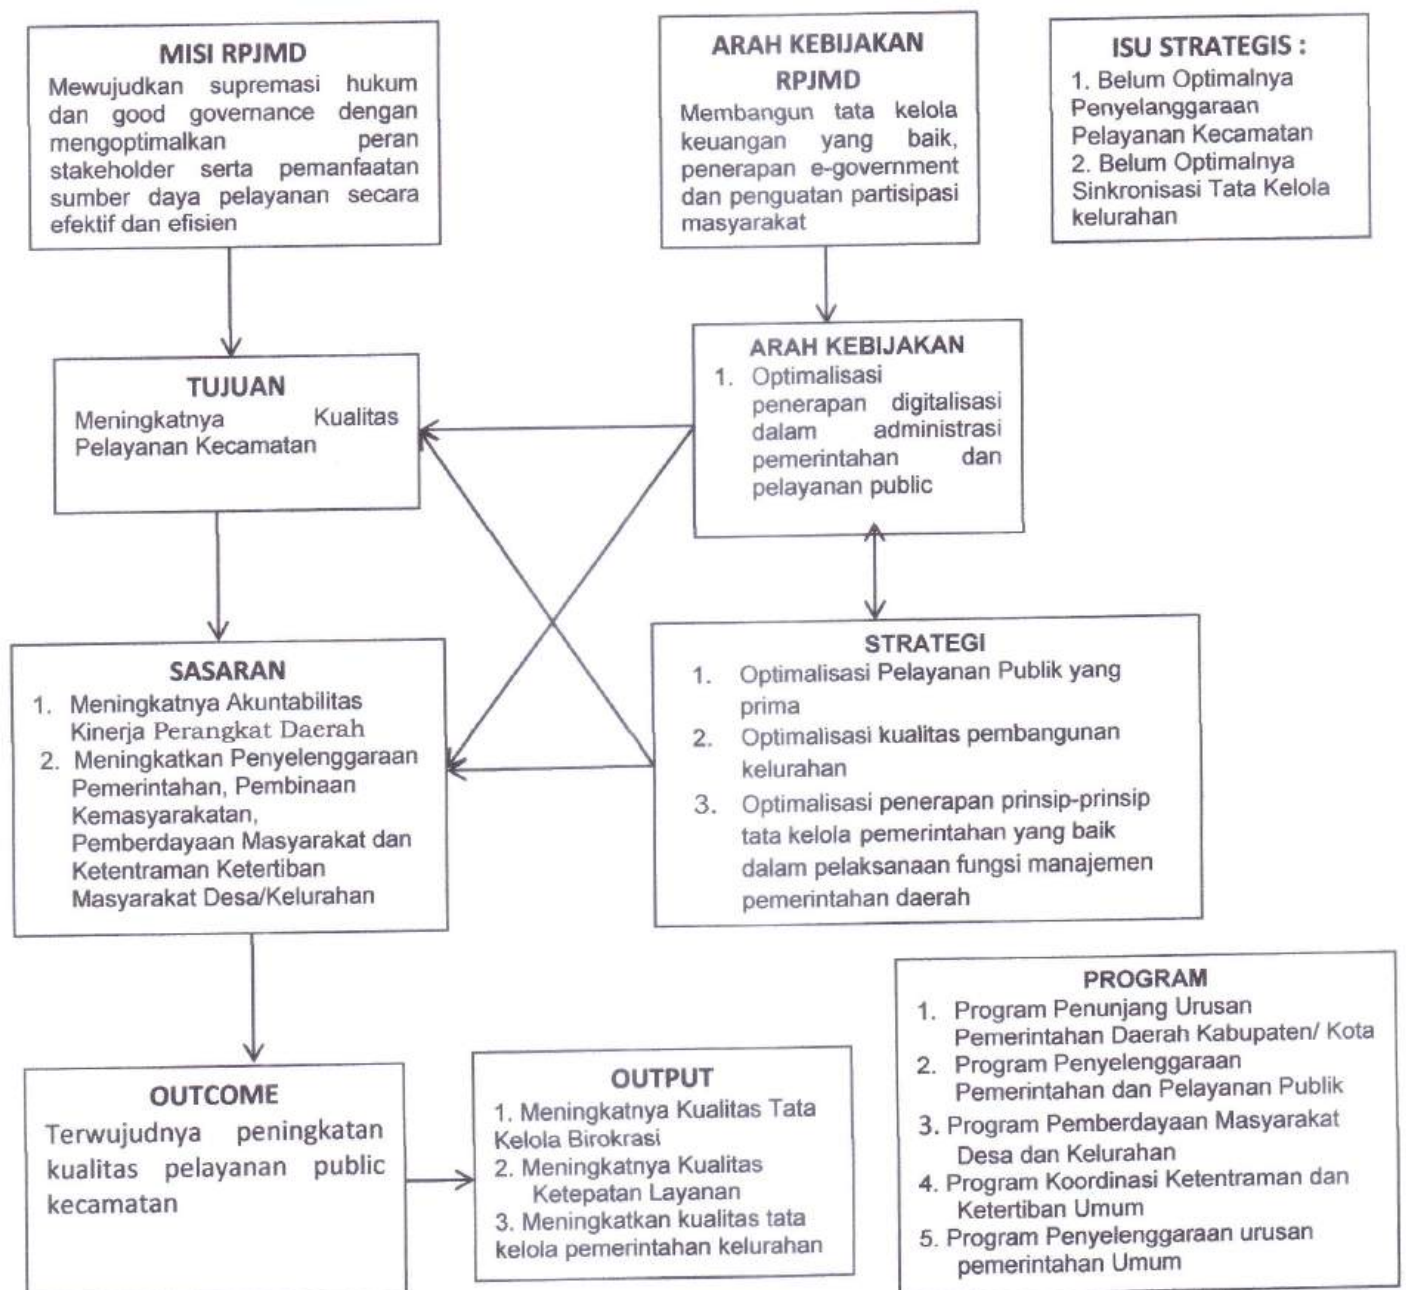 MISI RPJMD
Mewujudkan supremasi hukum
dan good governance dengan
mengoptimalkan peran
stakeholder serta pemanfaatan
sumber daya pelayanan secara
efektif dan efisien
ARAH KEBIJAKAN
RPJMD
Membangun tata kelola
keuangan yang baik,
penerapan e-government
dan penguatan partisipasi
masyarakat
ISU STRATEGIS :
1. Belum Optimalnya
Penyelanggaraan
Pelayanan Kecamatan
2. Belum Optimalnya
Sinkronisasi Tata Kelola
kelurahan
TUJUAN
Meningkatnya Kualitas
Pelayanan Kecamatan
ARAH KEBIJAKAN
1. Optimalisasi
penerapan digitalisasi
dalam administrasi
pemerintahan dan
pelayanan public
SASARAN
1. Meningkatnya Akuntabilitas
Kinerja Perangkat Daerah
2. Meningkatkan Penyelenggaraan
Pemerintahan, Pembinaan
Kemasyarakatan,
Pemberdayaan Masyarakat dan
Ketentraman Ketertiban
Masyarakat Desa/Kelurahan
STRATEGI
1. Optimalisasi Pelayanan Publik yang
prima
2. Optimalisasi kualitas pembangunan
kelurahan
3. Optimalisasi penerapan prinsip-prinsip
tata kelola pemerintahan yang baik
dalam pelaksanaan fungsi manajemen
pemerintahan daerah
OUTCOME
Terwujudnya peningkatan
kualitas pelayanan public
kecamatan
OUTPUT
1. Meningkatnya Kualitas Tata
Kelola Birokrasi
2. Meningkatnya Kualitas
Ketepatan Layanan
3. Meningkatkan kualitas tata
kelola pemerintahan kelurahan
PROGRAM
1. Program Penunjang Urusan
Pemerintahan Daerah Kabupaten/ Kota
2. Program Penyelenggaraan
Pemerintahan dan Pelayanan Publik
3. Program Pemberdayaan Masyarakat
Desa dan Kelurahan
4. Program Koordinasi Ketentraman dan
Ketertiban Umum
5. Program Penyelenggaraan urusan
pemerintahan Umum